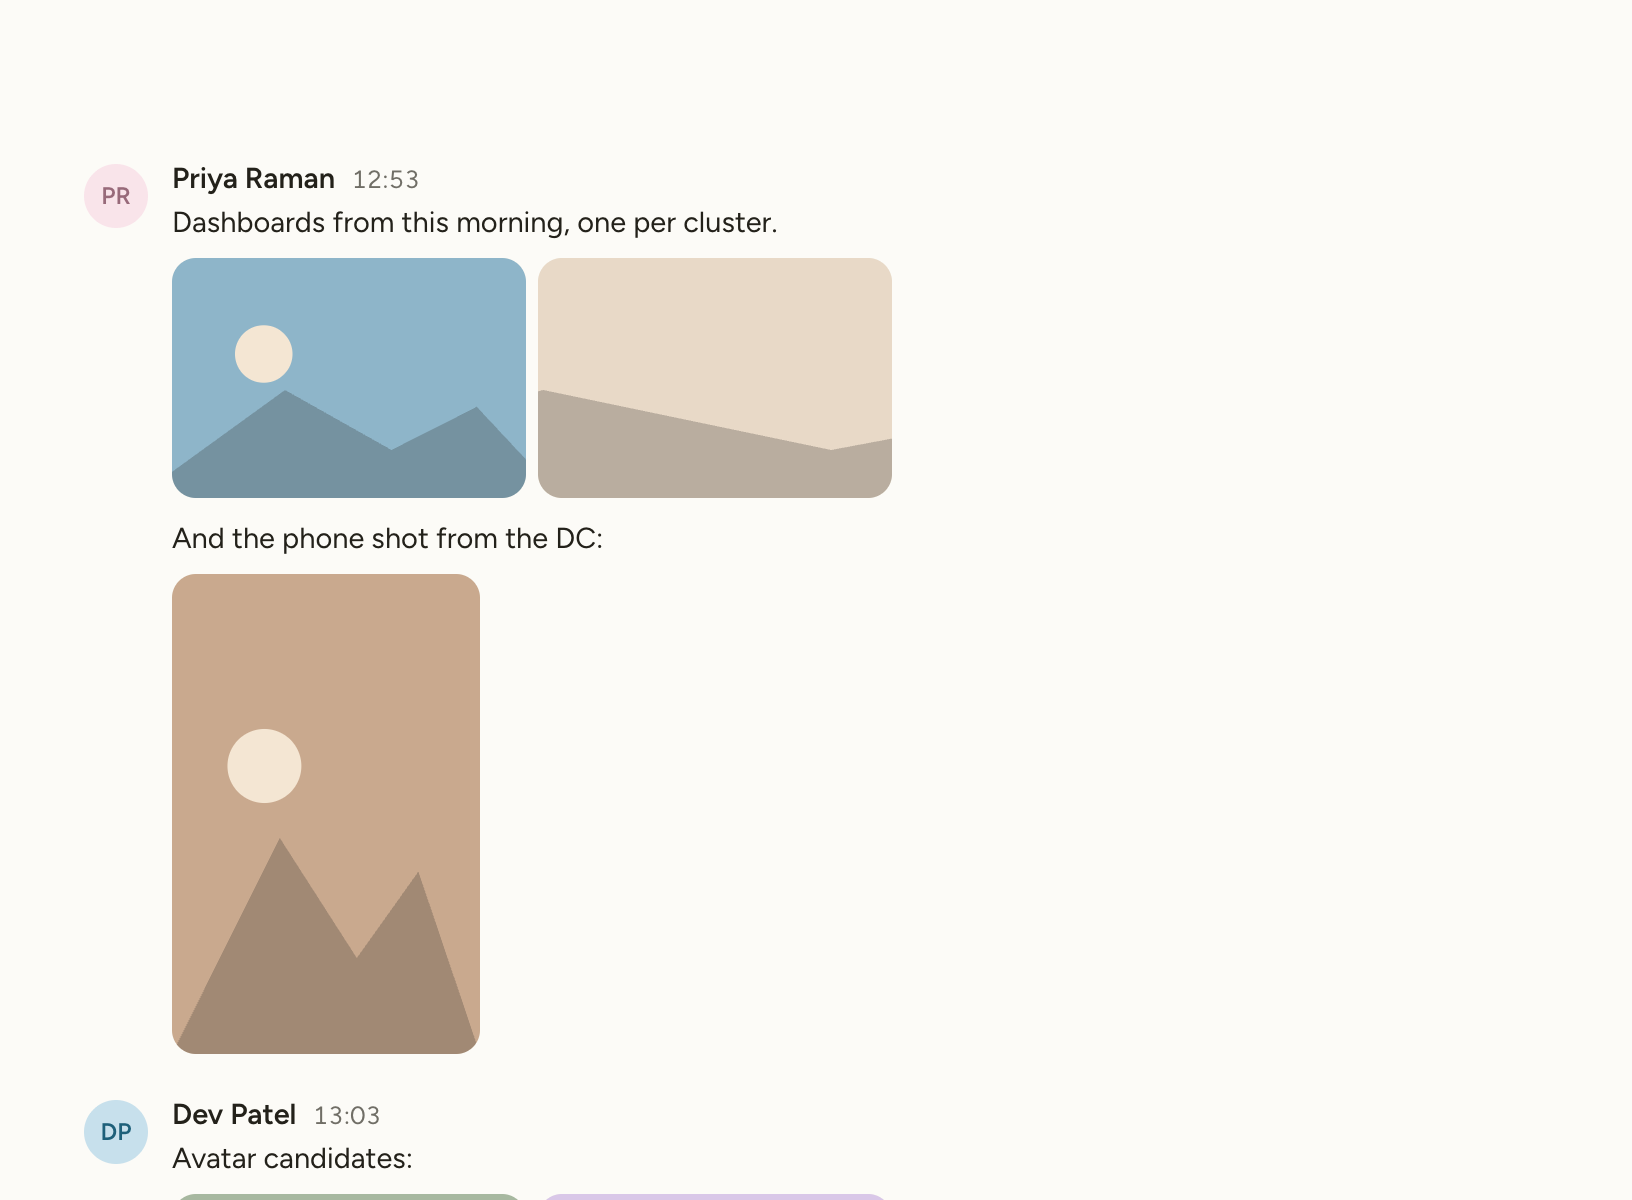 PR
Priya Raman 12:53
Dashboards from this morning, one per cluster.
And the phone shot from the DC:
DP
Dev Patel 13:03
Avatar candidates: